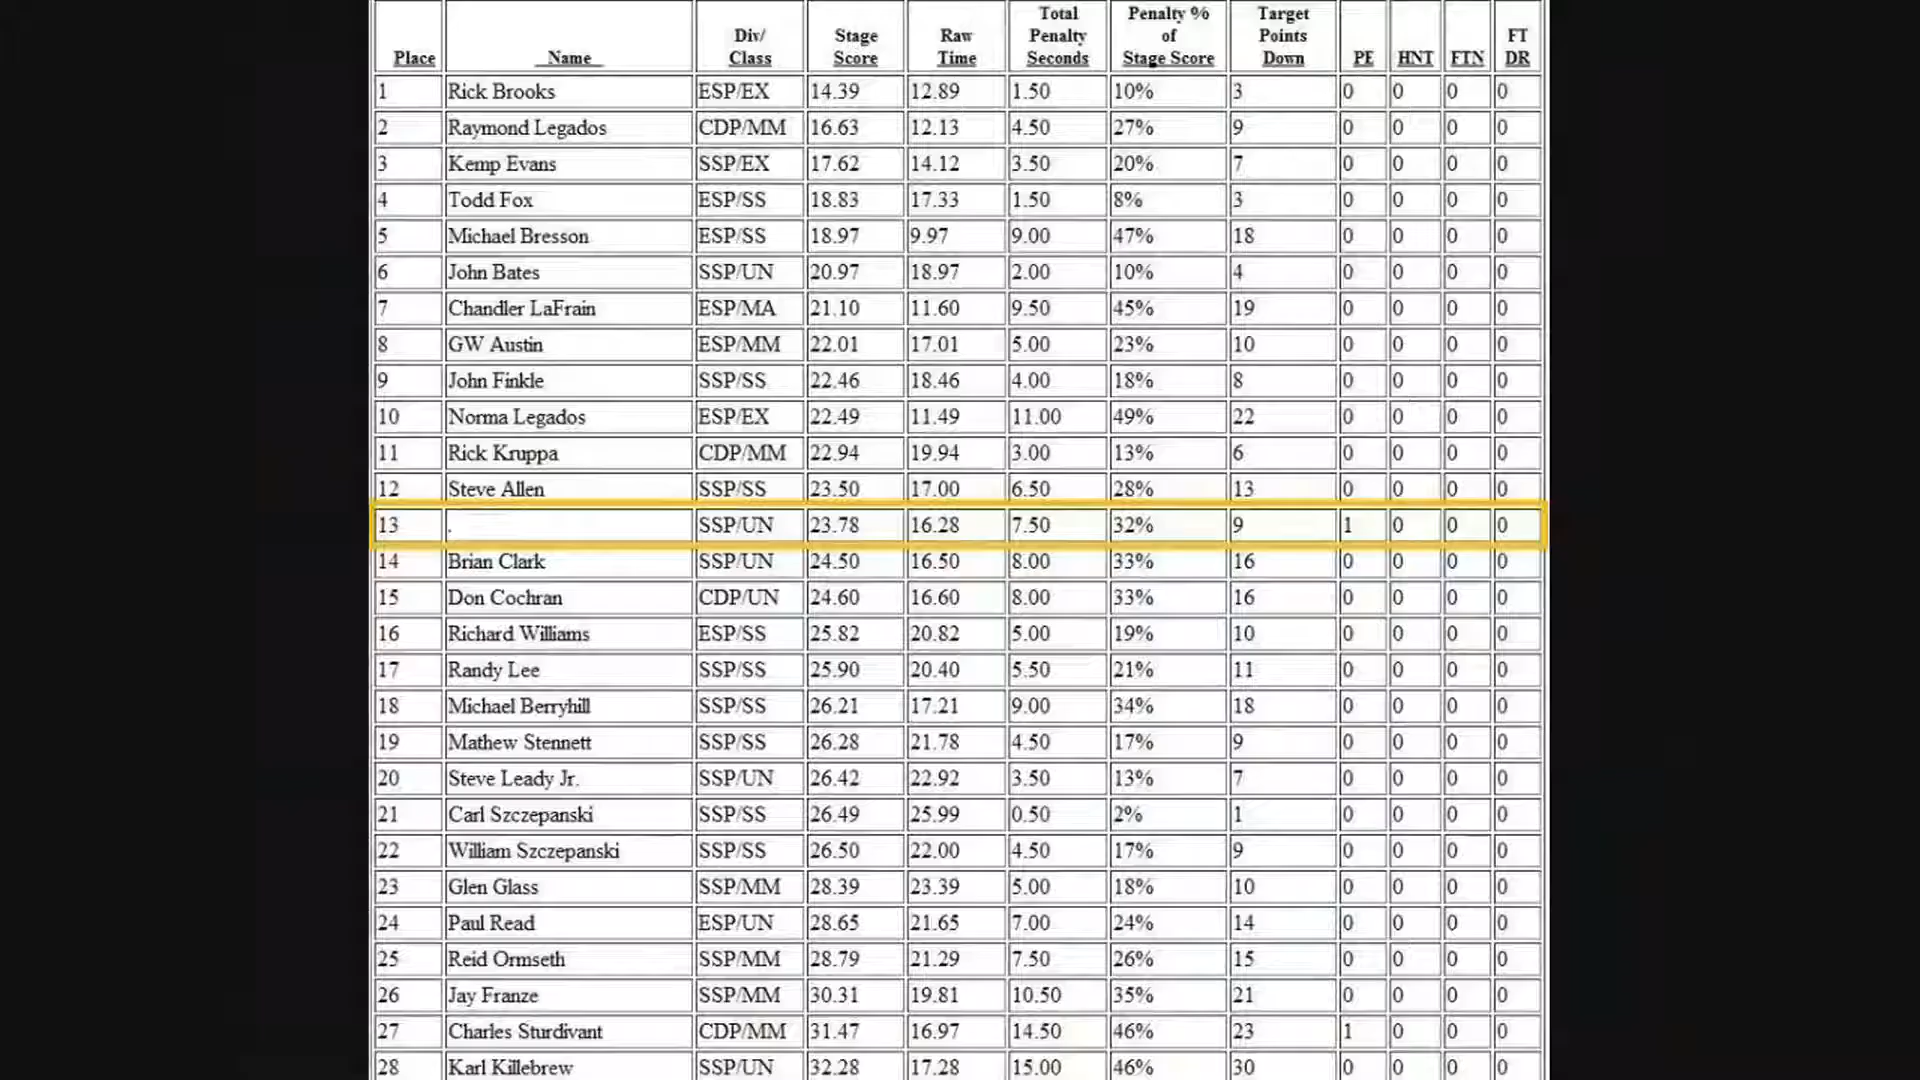 Place Name Div/ Class Stage Score Raw Time Total Penalty Seconds Penalty % of Stage Score Target Points Down PE HNT FTN FT DR
1 Rick Brooks ESP/EX 14.39 12.89 1.50 10% 3 0 0 0 0
2 Raymond Legados CDP/MM 16.63 12.13 4.50 27% 9 0 0 0 0
3 Kemp Evans SSP/EX 17.62 14.12 3.50 20% 7 0 0 0 0
4 Todd Fox ESP/SS 18.83 17.33 1.50 8% 3 0 0 0 0
5 Michael Bresson ESP/SS 18.97 9.97 9.00 47% 18 0 0 0 0
6 John Bates SSP/UN 20.97 18.97 2.00 10% 4 0 0 0 0
7 Chandler LaFrain ESP/MA 21.10 11.60 9.50 45% 19 0 0 0 0
8 GW Austin ESP/MM 22.01 17.01 5.00 23% 10 0 0 0 0
9 John Finkle SSP/SS 22.46 18.46 4.00 18% 8 0 0 0 0
10 Norma Legados ESP/EX 22.49 11.49 11.00 49% 22 0 0 0 0
11 Rick Kruppa CDP/MM 22.94 19.94 3.00 13% 6 0 0 0 0
12 Steve Allen SSP/SS 23.50 17.00 6.50 28% 13 0 0 0 0
13 . SSP/UN 23.78 16.28 7.50 32% 9 1 0 0 0
14 Brian Clark SSP/UN 24.50 16.50 8.00 33% 16 0 0 0 0
15 Don Cochran CDP/UN 24.60 16.60 8.00 33% 16 0 0 0 0
16 Richard Williams ESP/SS 25.82 20.82 5.00 19% 10 0 0 0 0
17 Randy Lee SSP/SS 25.90 20.40 5.50 21% 11 0 0 0 0
18 Michael Berryhill SSP/SS 26.21 17.21 9.00 34% 18 0 0 0 0
19 Mathew Stennett SSP/SS 26.28 21.78 4.50 17% 9 0 0 0 0
20 Steve Leady Jr. SSP/UN 26.42 22.92 3.50 13% 7 0 0 0 0
21 Carl Szczepanski SSP/SS 26.49 25.99 0.50 2% 1 0 0 0 0
22 William Szczepanski SSP/SS 26.50 22.00 4.50 17% 9 0 0 0 0
23 Glen Glass SSP/MM 28.39 23.39 5.00 18% 10 0 0 0 0
24 Paul Read ESP/UN 28.65 21.65 7.00 24% 14 0 0 0 0
25 Reid Ormseth SSP/MM 28.79 21.29 7.50 26% 15 0 0 0 0
26 Jay Franze SSP/MM 30.31 19.81 10.50 35% 21 0 0 0 0
27 Charles Sturdivant CDP/MM 31.47 16.97 14.50 46% 23 1 0 0 0
28 Karl Killebrew SSP/UN 32.28 17.28 15.00 46% 30 0 0 0 0